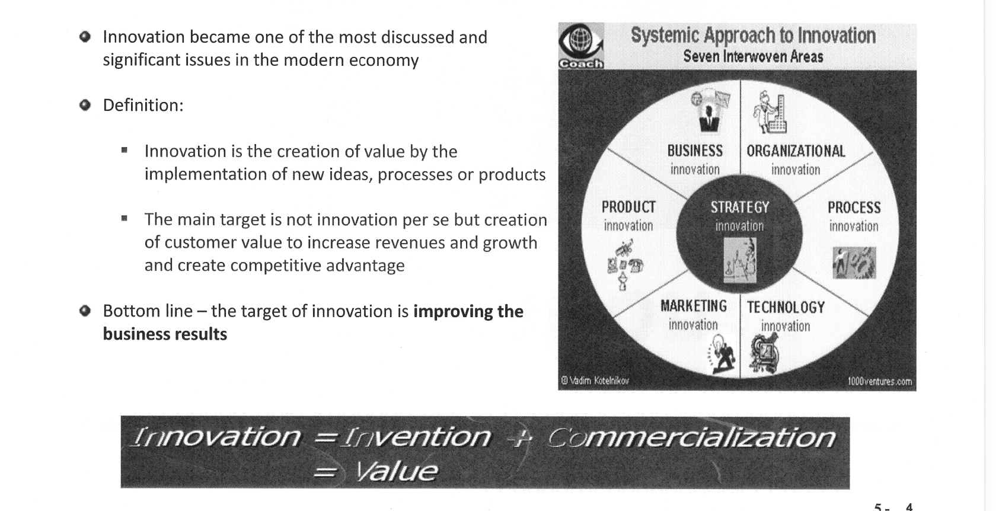 Innovation became one of the most discussed and
significant issues in the modern economy
Definition:
Innovation is the creation of value by the
implementation of new ideas, processes or products
The main target is not innovation per se but creation
of customer value to increase revenues and growth
and create competitive advantage
Bottom line – the target of innovation is improving the
business results
Coach
Systemic Approach to Innovation
Seven Interwoven Areas
BUSINESS
innovation
ORGANIZATIONAL
innovation
PRODUCT
innovation
STRATEGY
innovation
PROCESS
innovation
MARKETING
innovation
TECHNOLOGY
innovation
© Vadim Kotelnikov
1000ventures.com
Innovation = Invention + Commercialization
= Value
5 - 4